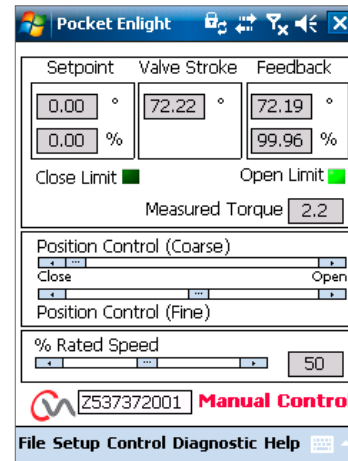 Pocket Enlight
Setpoint Valve Stroke Feedback
0.00 ° 72.22 ° 72.19 °
0.00 % 99.96 %
Close Limit Open Limit
Measured Torque 2.2
Position Control (Coarse)
Close Open
Position Control (Fine)
% Rated Speed
50
Z537372001 Manual Contro
File Setup Control Diagnostic Help